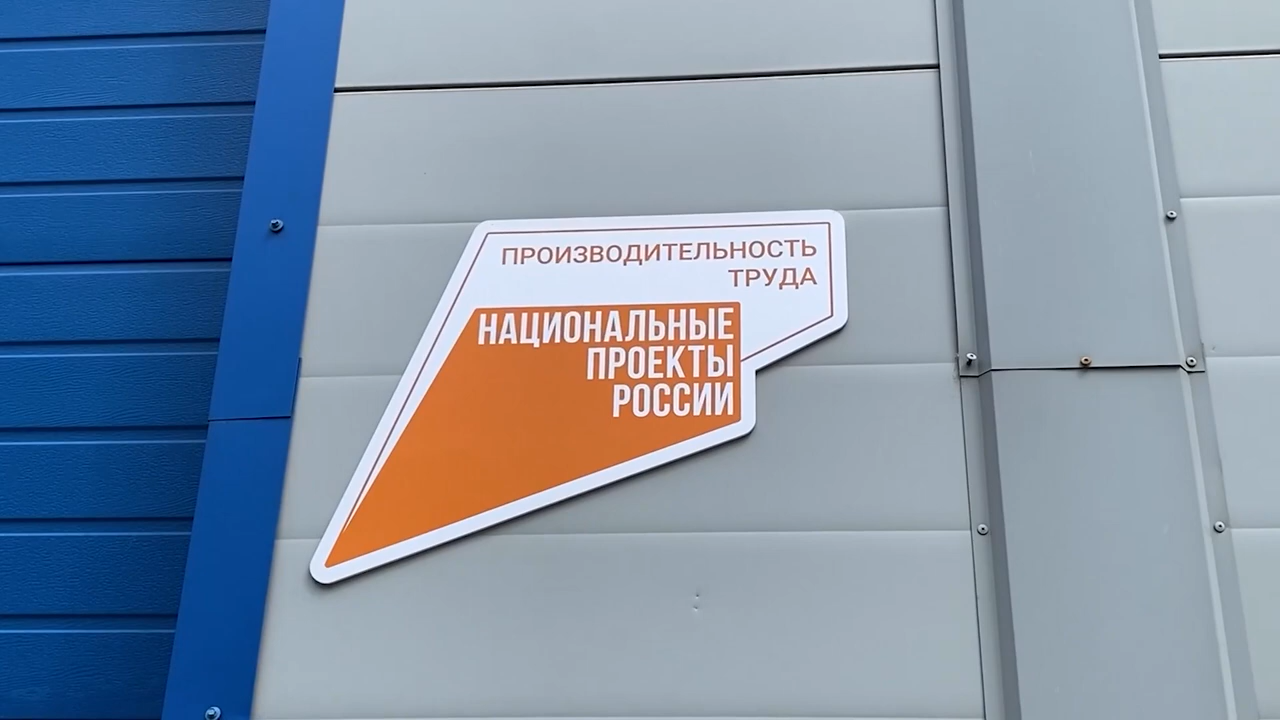 ПРОИЗВОДИТЕЛЬНОСТЬ
ТРУДА
НАЦИОНАЛЬНЫЕ
ПРОЕКТЫ
РОССИИ